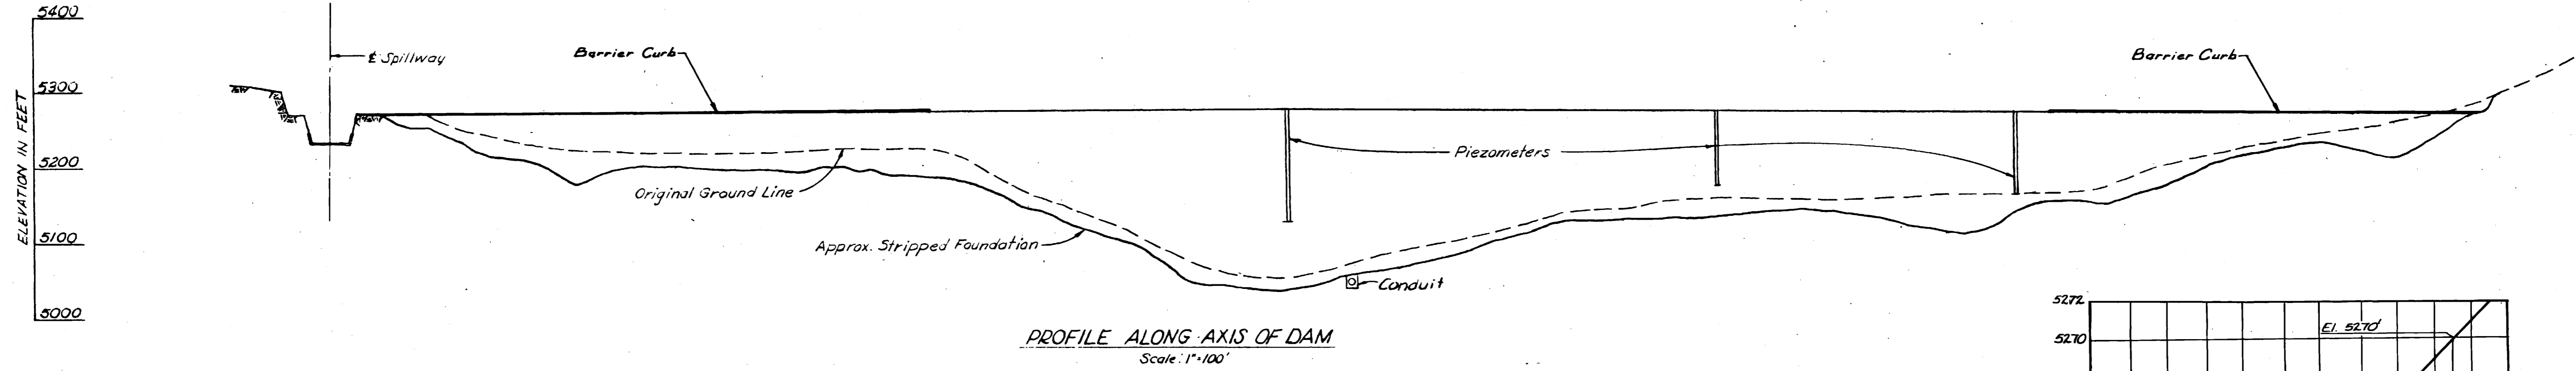 5400
℄ Spillway
Barrier Curb
Barrier Curb
5300
ELEVATION IN FEET
Piezometers
5200
Original Ground Line
5100
Approx. Stripped Foundation
Conduit
5000
PROFILE ALONG AXIS OF DAM
Scale: 1"=100'
5272
El. 5270'
5270